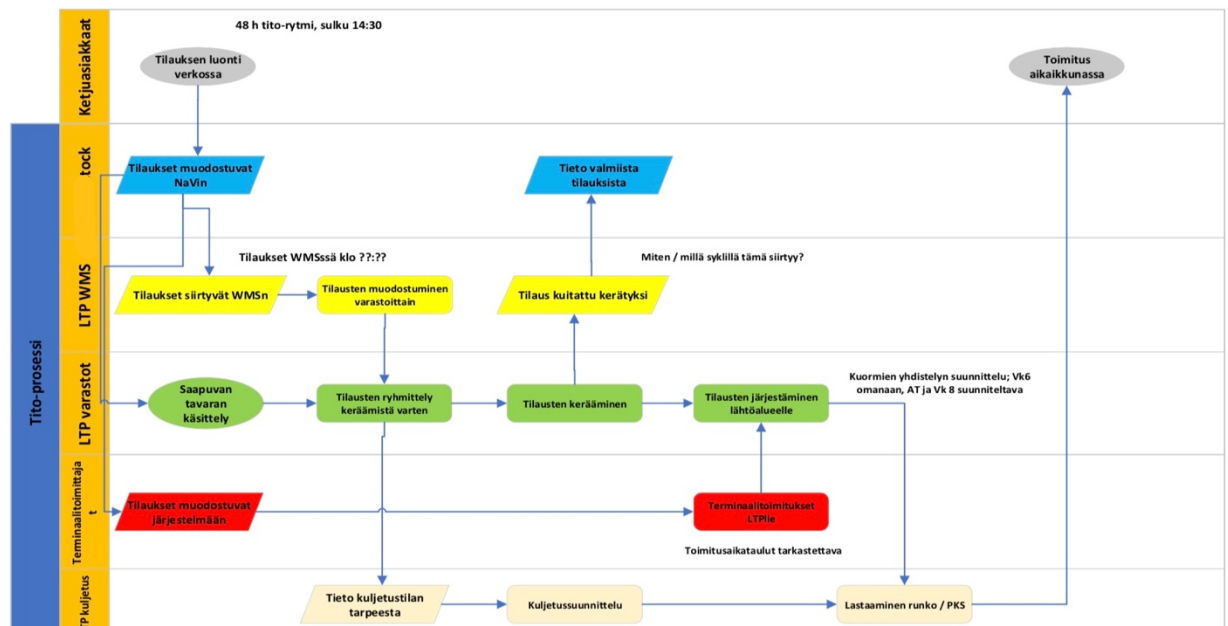 48 h tito-rytmi, sulku 14:30
Ketjuasiakkaat
Tilauksen luonti
verkossa
Toimitus
aikaikkunassa
Tito-prosessi
tock
Tilaukset muodostuvat
NaVin
Tieto valmiista
tilauksista
LTP WMS
Tilaukset WMSssä klo ??:??
Miten / millä syklillä tämä siirtyy?
Tilaukset siirtyvät WMSn
Tilausten muodostuminen
varastoittain
Tilaus kuitattu kerätyksi
LTP varastot
Saapuvan
tavaran
käsittely
Tilausten ryhmittely
keräämistä varten
Tilausten kerääminen
Tilausten järjestäminen
lähtöalueelle
Kuormien yhdistelyn suunnittelu; Vk6
omanaan, AT ja Vk 8 suunniteltava
Terminaalitoimittaja
t
Tilaukset muodostuvat
järjestelmään
Terminaalitoimitukset
LTPlle
Toimitusaikataulut tarkastettava
TP kuljetus
Tieto kuljetustilan
tarpeesta
Kuljetussuunnittelu
Lastaaminen runko / PKS